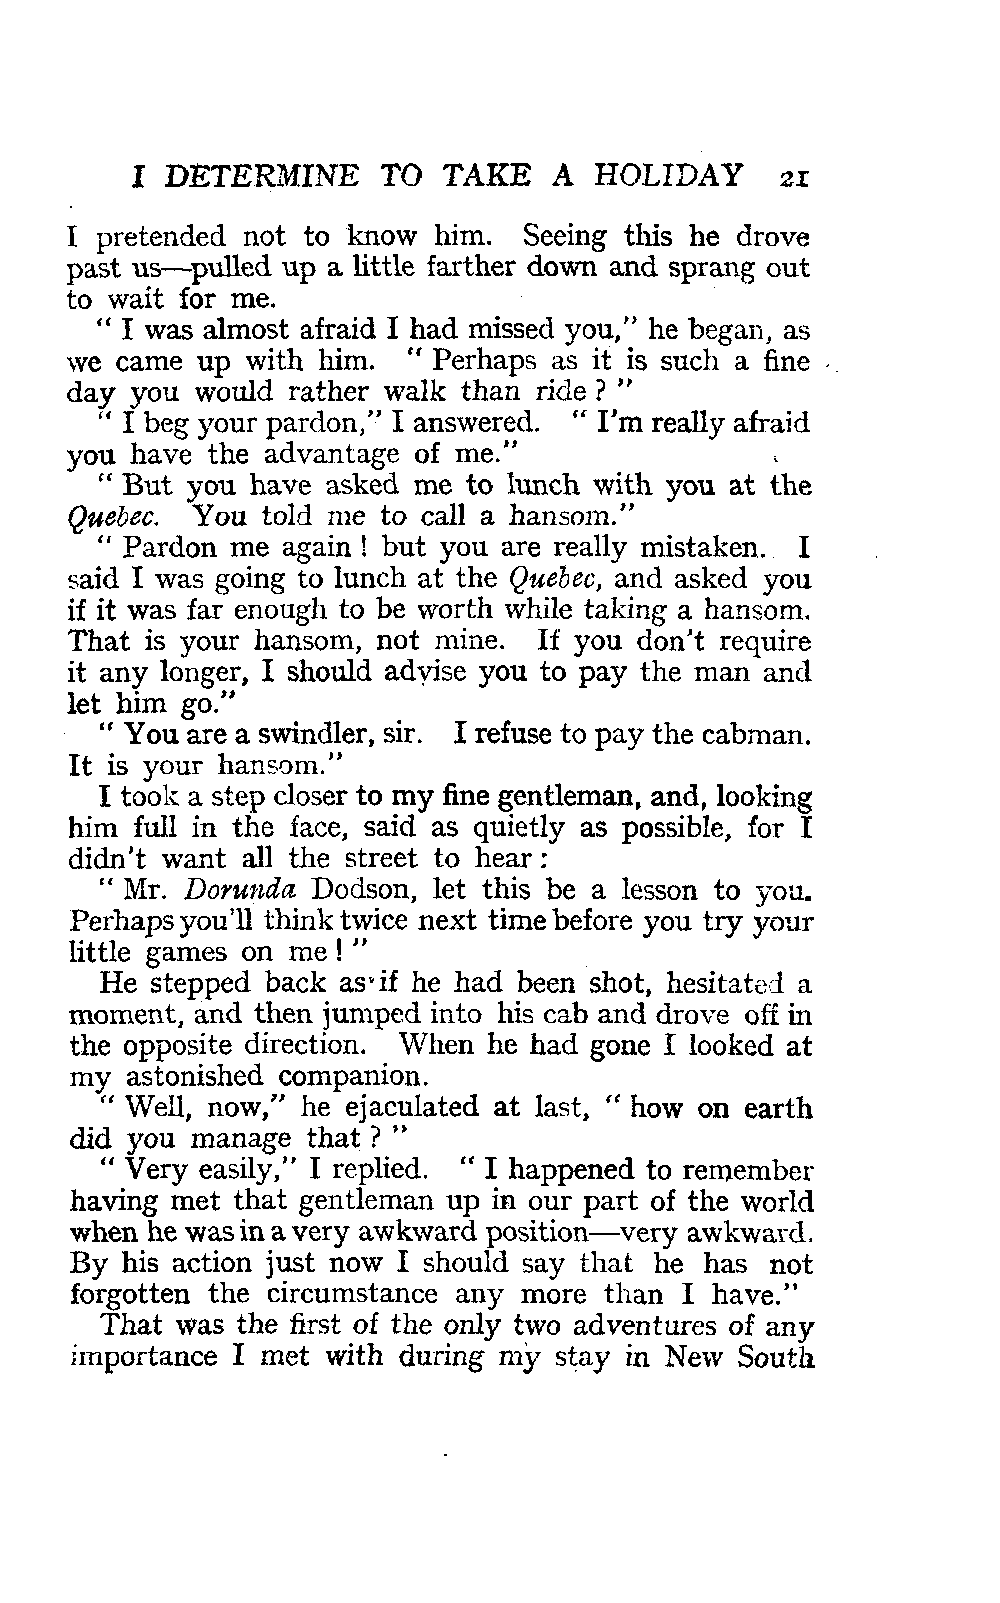 I DETERMINE TO TAKE A HOLIDAY 21
I pretended not to know him. Seeing this he drove
past us—pulled up a little farther down and sprang out
to wait for me.
" I was almost afraid I had missed you," he began, as
we came up with him. " Perhaps as it is such a fine
day you would rather walk than ride ? "
" I beg your pardon," I answered. " I'm really afraid
you have the advantage of me."
" But you have asked me to lunch with you at the
Quebec. You told me to call a hansom."
" Pardon me again ! but you are really mistaken. I
said I was going to lunch at the Quebec, and asked you
if it was far enough to be worth while taking a hansom.
That is your hansom, not mine. If you don't require
it any longer, I should advise you to pay the man and
let him go."
" You are a swindler, sir. I refuse to pay the cabman.
It is your hansom."
I took a step closer to my fine gentleman, and, looking
him full in the face, said as quietly as possible, for I
didn't want all the street to hear :
" Mr. Dorunda Dodson, let this be a lesson to you.
Perhaps you'll think twice next time before you try your
little games on me ! "
He stepped back as if he had been shot, hesitated a
moment, and then jumped into his cab and drove off in
the opposite direction. When he had gone I looked at
my astonished companion.
" Well, now," he ejaculated at last, " how on earth
did you manage that ? "
" Very easily," I replied. " I happened to remember
having met that gentleman up in our part of the world
when he was in a very awkward position—very awkward.
By his action just now I should say that he has not
forgotten the circumstance any more than I have."
That was the first of the only two adventures of any
importance I met with during my stay in New South